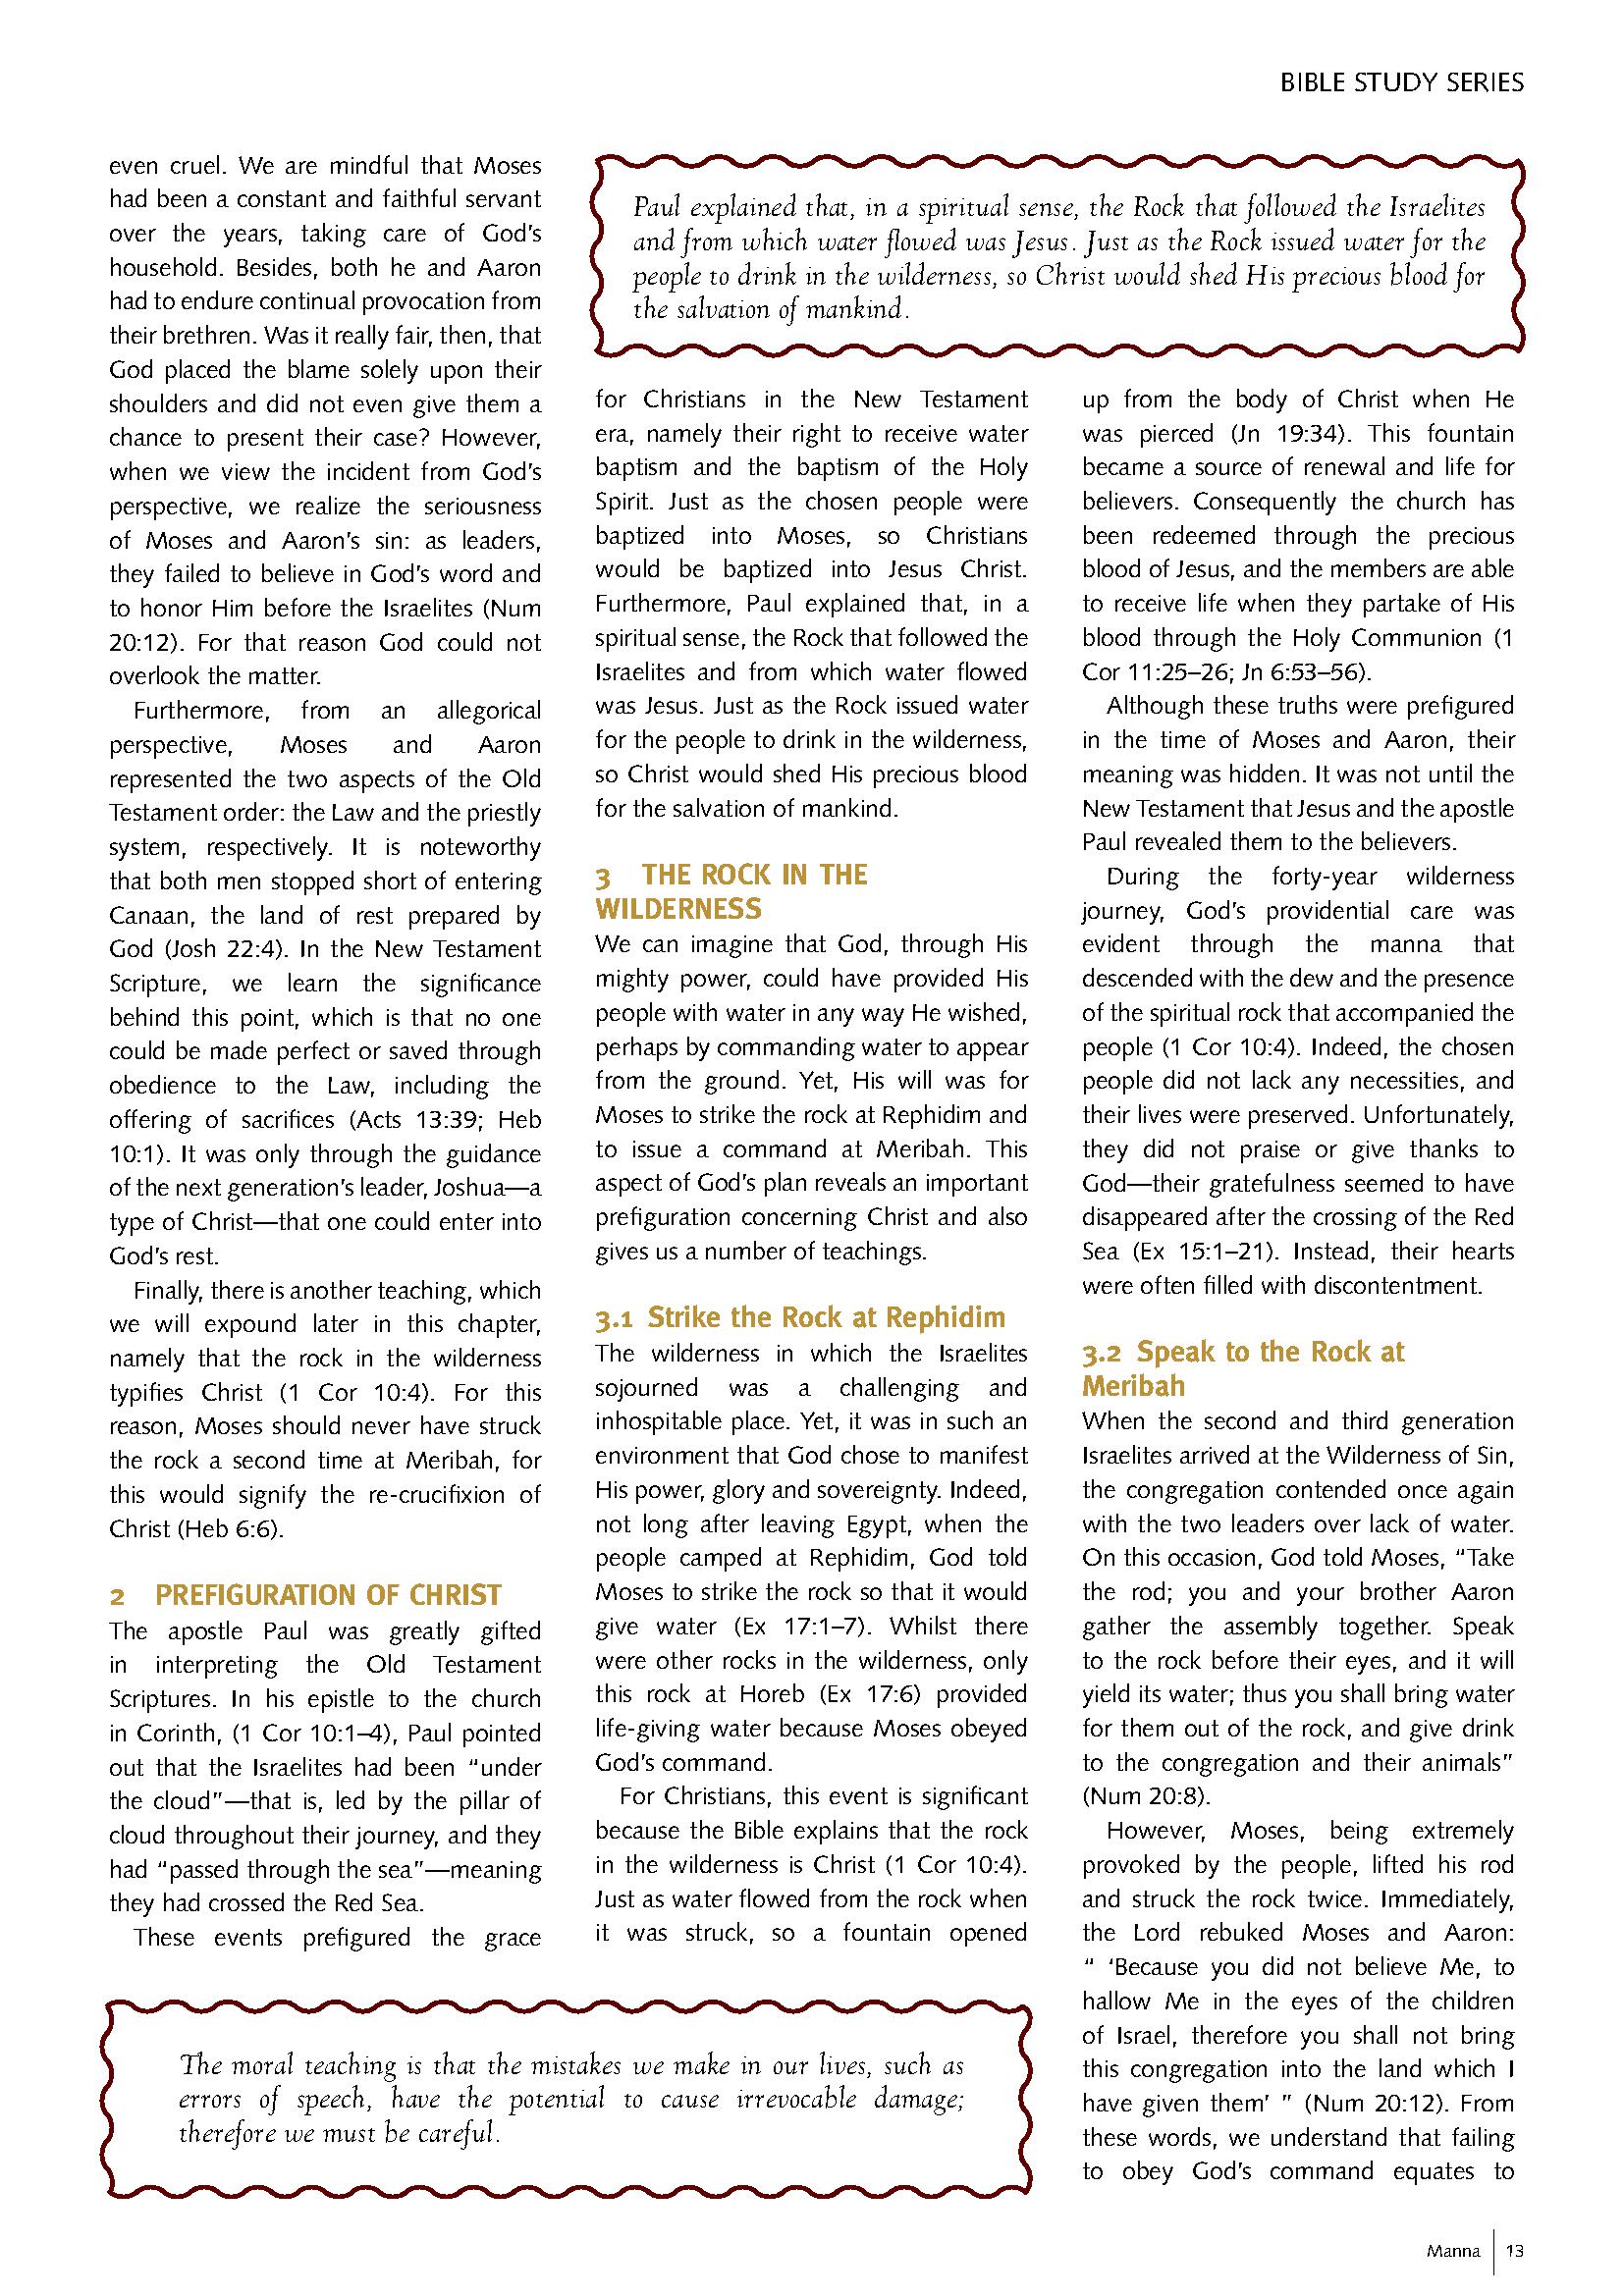 BIBLE STUDY SERIES
even cruel. We are mindful that Moses
had been a constant and faithful servant
over the years, taking care of God's
household. Besides, both he and Aaron
had to endure continual provocation from
their brethren. Was it really fair, then, that
God placed the blame solely upon their
shoulders and did not even give them a
chance to present their case? However,
when we view the incident from God's
perspective, we realize the seriousness
of Moses and Aaron's sin: as leaders,
they failed to believe in God's word and
to honor Him before the Israelites (Num
20:12). For that reason God could not
overlook the matter.
Furthermore, from an allegorical
perspective, Moses and Aaron
represented the two aspects of the Old
Testament order: the Law and the priestly
system, respectively. It is noteworthy
that both men stopped short of entering
Canaan, the land of rest prepared by
God (Josh 22:4). In the New Testament
Scripture, we learn the significance
behind this point, which is that no one
could be made perfect or saved through
obedience to the Law, including the
offering of sacrifices (Acts 13:39; Heb
10:1). It was only through the guidance
of the next generation's leader, Joshua—a
type of Christ—that one could enter into
God's rest.
Finally, there is another teaching, which
we will expound later in this chapter,
namely that the rock in the wilderness
typifies Christ (1 Cor 10:4). For this
reason, Moses should never have struck
the rock a second time at Meribah, for
this would signify the re-crucifixion of
Christ (Heb 6:6).
2 PREFIGURATION OF CHRIST
The apostle Paul was greatly gifted
in interpreting the Old Testament
Scriptures. In his epistle to the church
in Corinth, (1 Cor 10:1–4), Paul pointed
out that the Israelites had been "under
the cloud"—that is, led by the pillar of
cloud throughout their journey, and they
had "passed through the sea"—meaning
they had crossed the Red Sea.
These events prefigured the grace
The moral teaching is that the mistakes we make in our lives, such as
errors of speech, have the potential to cause irrevocable damage;
therefore we must be careful.
Paul explained that, in a spiritual sense, the Rock that followed the Israelites
and from which water flowed was Jesus. Just as the Rock issued water for the
people to drink in the wilderness, so Christ would shed His precious blood for
the salvation of mankind.
for Christians in the New Testament
era, namely their right to receive water
baptism and the baptism of the Holy
Spirit. Just as the chosen people were
baptized into Moses, so Christians
would be baptized into Jesus Christ.
Furthermore, Paul explained that, in a
spiritual sense, the Rock that followed the
Israelites and from which water flowed
was Jesus. Just as the Rock issued water
for the people to drink in the wilderness,
so Christ would shed His precious blood
for the salvation of mankind.
3 THE ROCK IN THE
WILDERNESS
We can imagine that God, through His
mighty power, could have provided His
people with water in any way He wished,
perhaps by commanding water to appear
from the ground. Yet, His will was for
Moses to strike the rock at Rephidim and
to issue a command at Meribah. This
aspect of God's plan reveals an important
prefiguration concerning Christ and also
gives us a number of teachings.
3.1 Strike the Rock at Rephidim
The wilderness in which the Israelites
sojourned was a challenging and
inhospitable place. Yet, it was in such an
environment that God chose to manifest
His power, glory and sovereignty. Indeed,
not long after leaving Egypt, when the
people camped at Rephidim, God told
Moses to strike the rock so that it would
give water (Ex 17:1–7). Whilst there
were other rocks in the wilderness, only
this rock at Horeb (Ex 17:6) provided
life-giving water because Moses obeyed
God's command.
For Christians, this event is significant
because the Bible explains that the rock
in the wilderness is Christ (1 Cor 10:4).
Just as water flowed from the rock when
it was struck, so a fountain opened
up from the body of Christ when He
was pierced (Jn 19:34). This fountain
became a source of renewal and life for
believers. Consequently the church has
been redeemed through the precious
blood of Jesus, and the members are able
to receive life when they partake of His
blood through the Holy Communion (1
Cor 11:25–26; Jn 6:53–56).
Although these truths were prefigured
in the time of Moses and Aaron, their
meaning was hidden. It was not until the
New Testament that Jesus and the apostle
Paul revealed them to the believers.
During the forty-year wilderness
journey, God's providential care was
evident through the manna that
descended with the dew and the presence
of the spiritual rock that accompanied the
people (1 Cor 10:4). Indeed, the chosen
people did not lack any necessities, and
their lives were preserved. Unfortunately,
they did not praise or give thanks to
God—their gratefulness seemed to have
disappeared after the crossing of the Red
Sea (Ex 15:1–21). Instead, their hearts
were often filled with discontentment.
3.2 Speak to the Rock at
Meribah
When the second and third generation
Israelites arrived at the Wilderness of Sin,
the congregation contended once again
with the two leaders over lack of water.
On this occasion, God told Moses, "Take
the rod; you and your brother Aaron
gather the assembly together. Speak
to the rock before their eyes, and it will
yield its water; thus you shall bring water
for them out of the rock, and give drink
to the congregation and their animals"
(Num 20:8).
However, Moses, being extremely
provoked by the people, lifted his rod
and struck the rock twice. Immediately,
the Lord rebuked Moses and Aaron:
" 'Because you did not believe Me, to
hallow Me in the eyes of the children
of Israel, therefore you shall not bring
this congregation into the land which I
have given them' " (Num 20:12). From
these words, we understand that failing
to obey God's command equates to
Manna 13